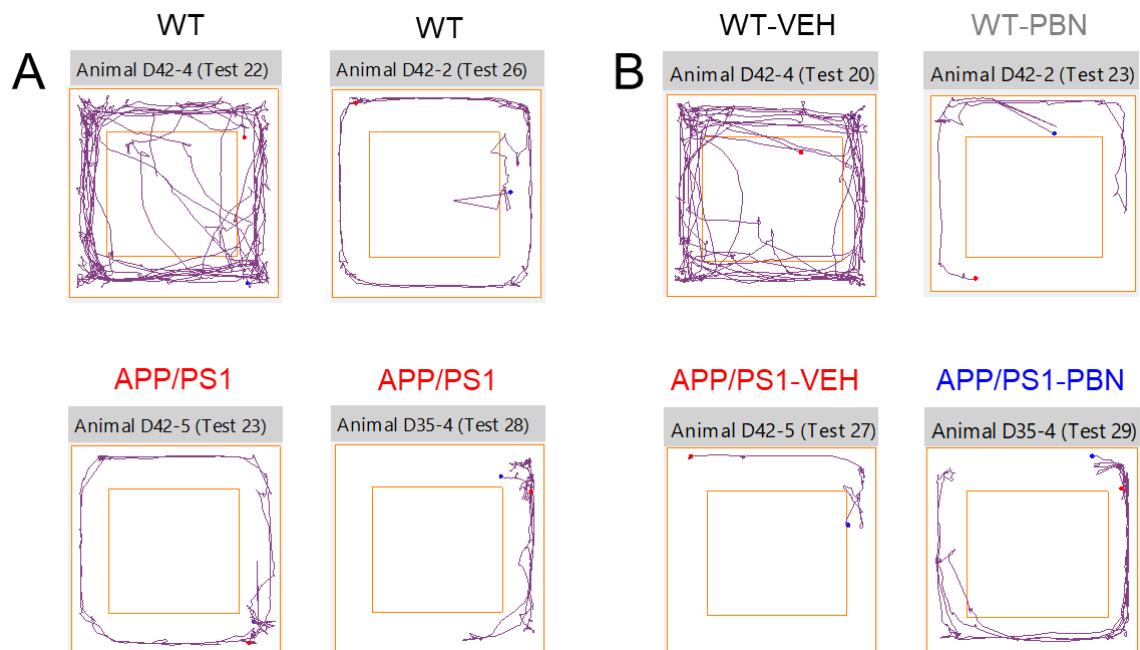 WT
WT
WT-VEH
WT-PBN
A
B
Animal D42-4 (Test 22)
Animal D42-2 (Test 26)
Animal D42-4 (Test 20)
Animal D42-2 (Test 23)
APP/PS1
APP/PS1
APP/PS1-VEH
APP/PS1-PBN
Animal D42-5 (Test 23)
Animal D35-4 (Test 28)
Animal D42-5 (Test 27)
Animal D35-4 (Test 29)